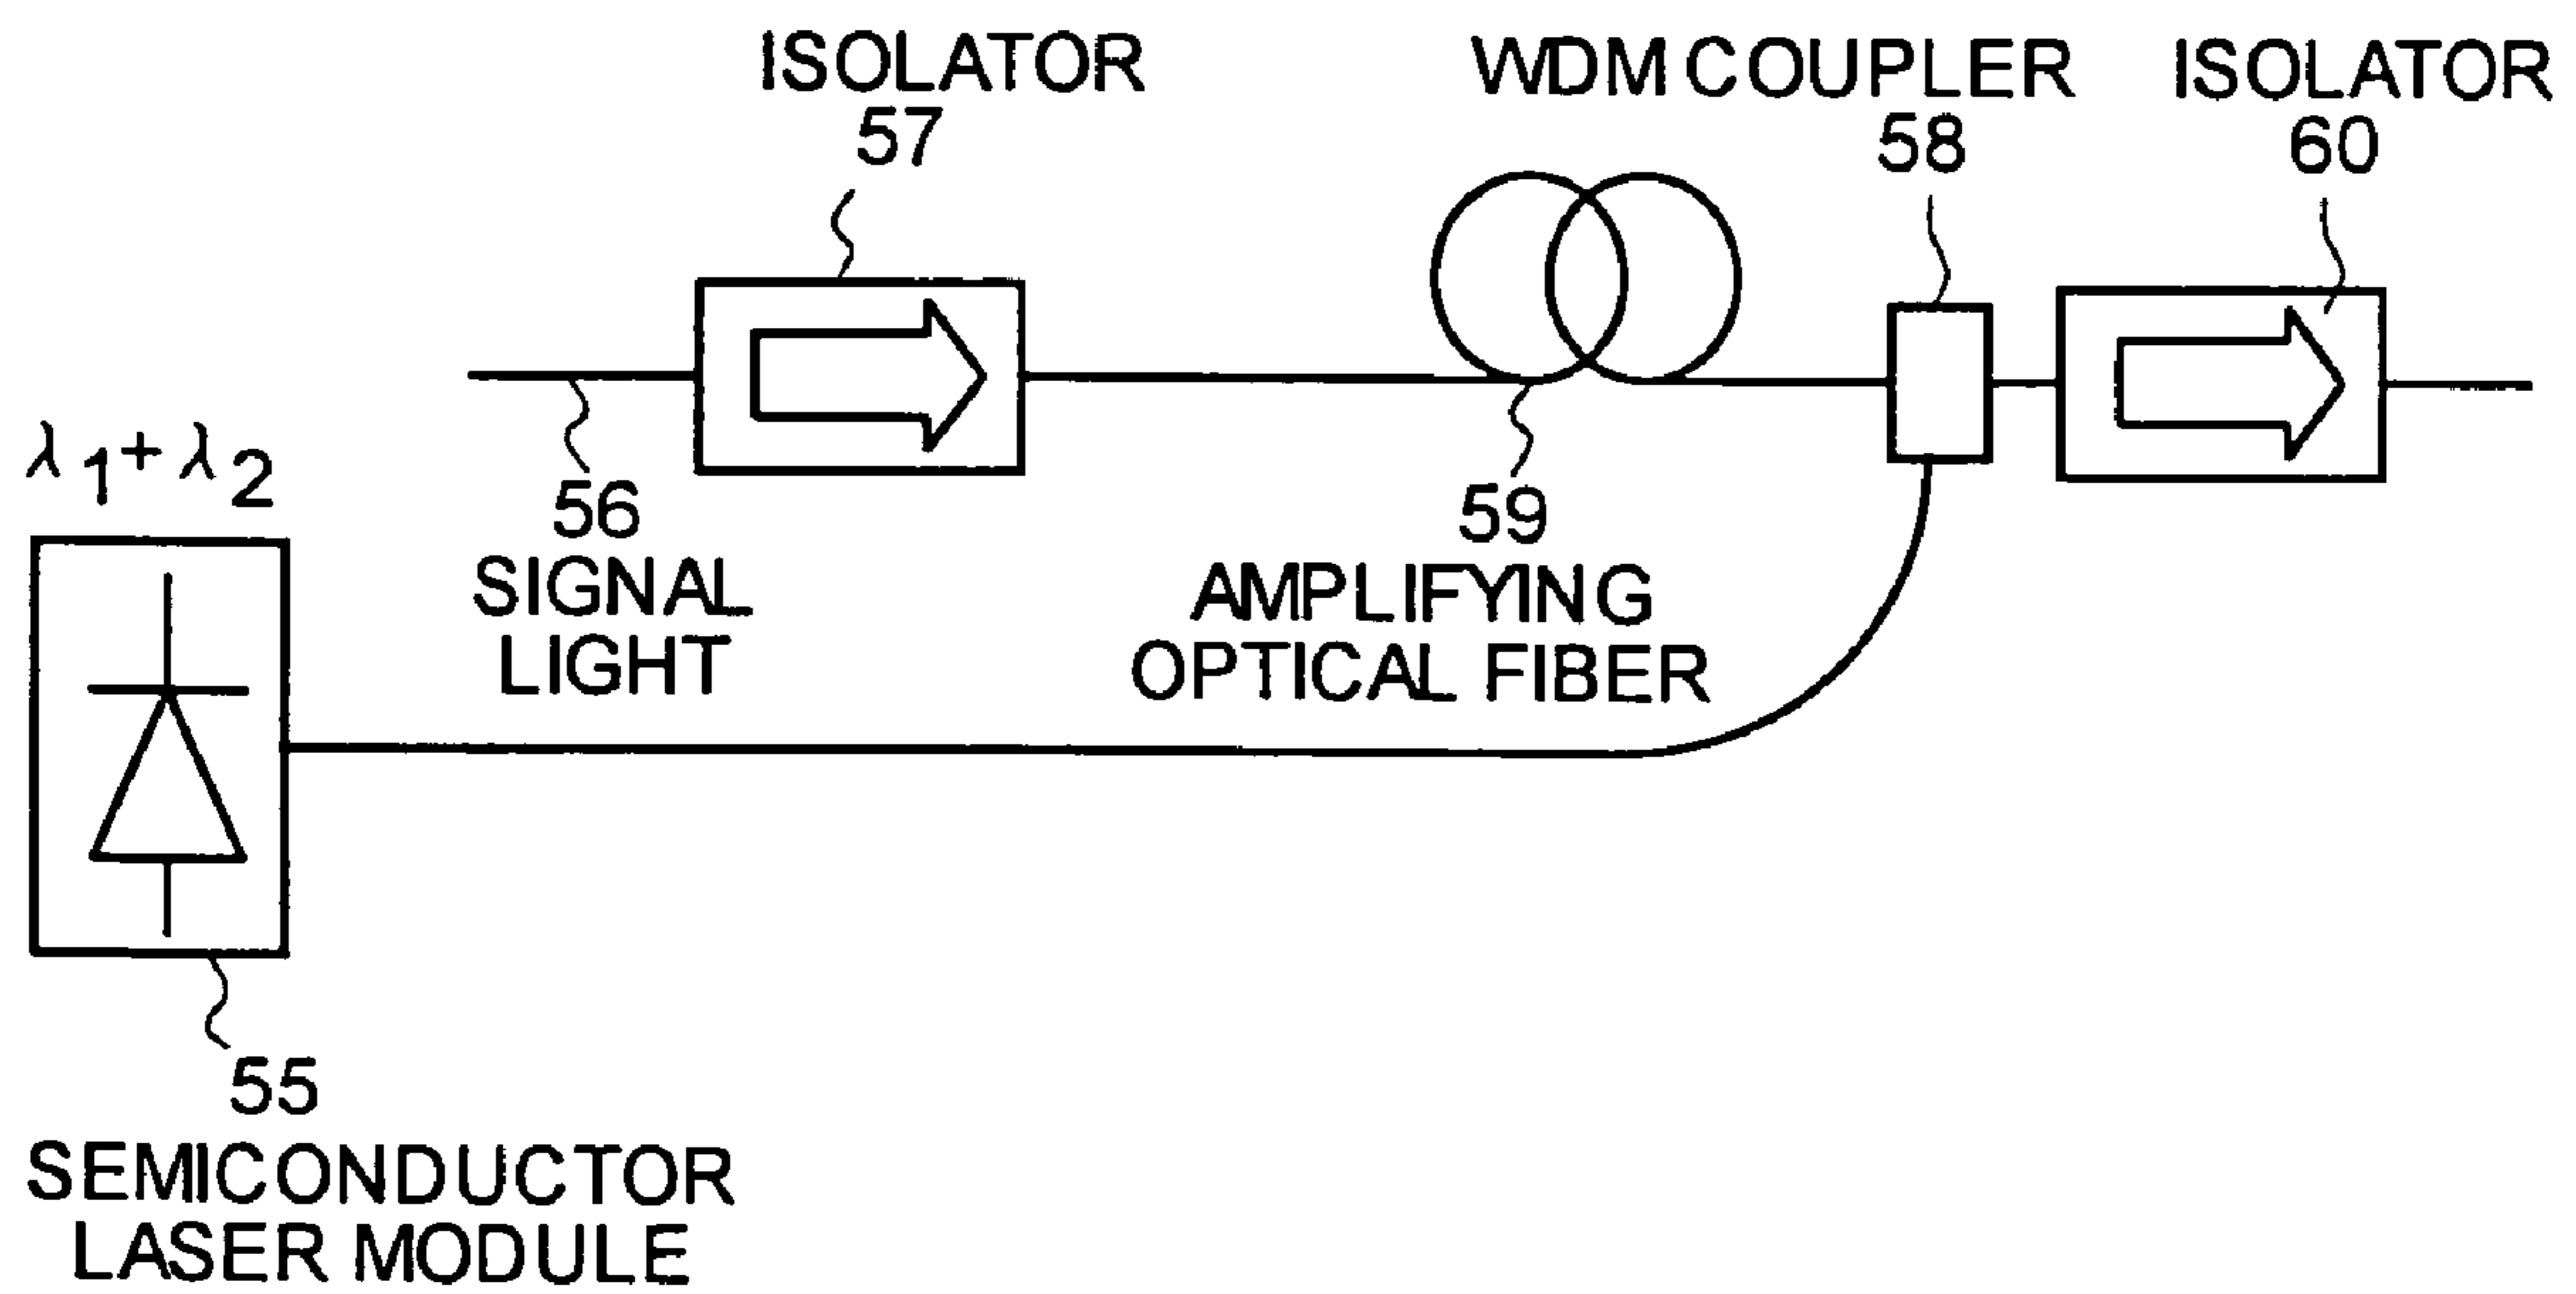 ISOLATOR
57
WDM COUPLER
58
ISOLATOR
60
λ1+λ2
56
SIGNAL
LIGHT
59
AMPLIFYING
OPTICAL FIBER
55
SEMICONDUCTOR
LASER MODULE